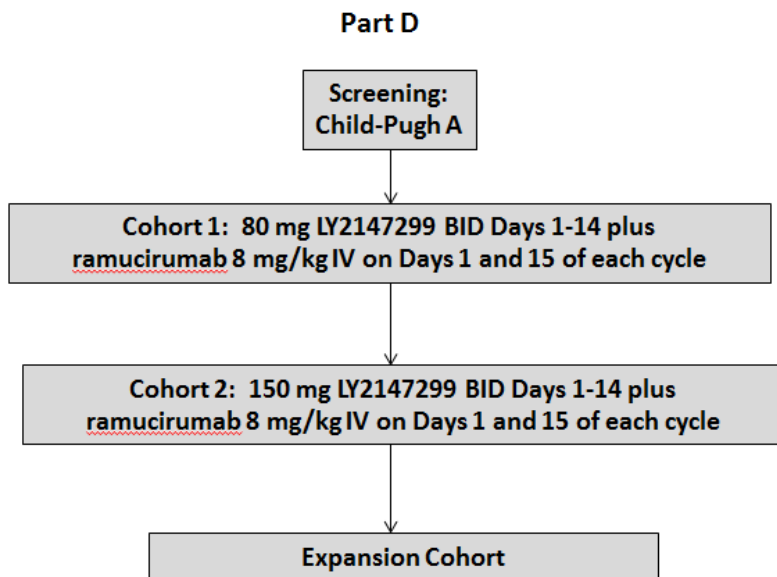 Part D
Screening:
Child-Pugh A
Cohort 1:  80 mg LY2147299 BID Days 1-14 plus
ramucirumab 8 mg/kg IV on Days 1 and 15 of each cycle
Cohort 2:  150 mg LY2147299 BID Days 1-14 plus
ramucirumab 8 mg/kg IV on Days 1 and 15 of each cycle
Expansion Cohort